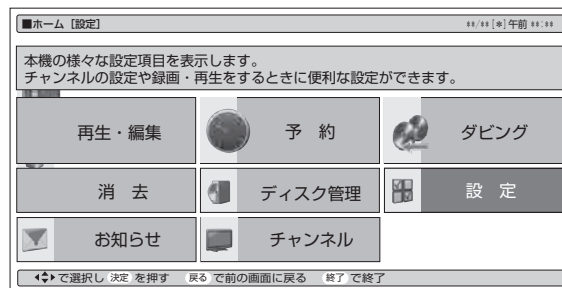 ■ホーム［設定］ **/**[*]午前 **:**
本機の様々な設定項目を表示します。
チャンネルの設定や録画・再生をするときに便利な設定ができます。
再生・編集 予 約 ダビング
消 去 ディスク管理 設 定
お知らせ チャンネル
で選択し 決定 を押す 戻る で前の画面に戻る 終了 で終了